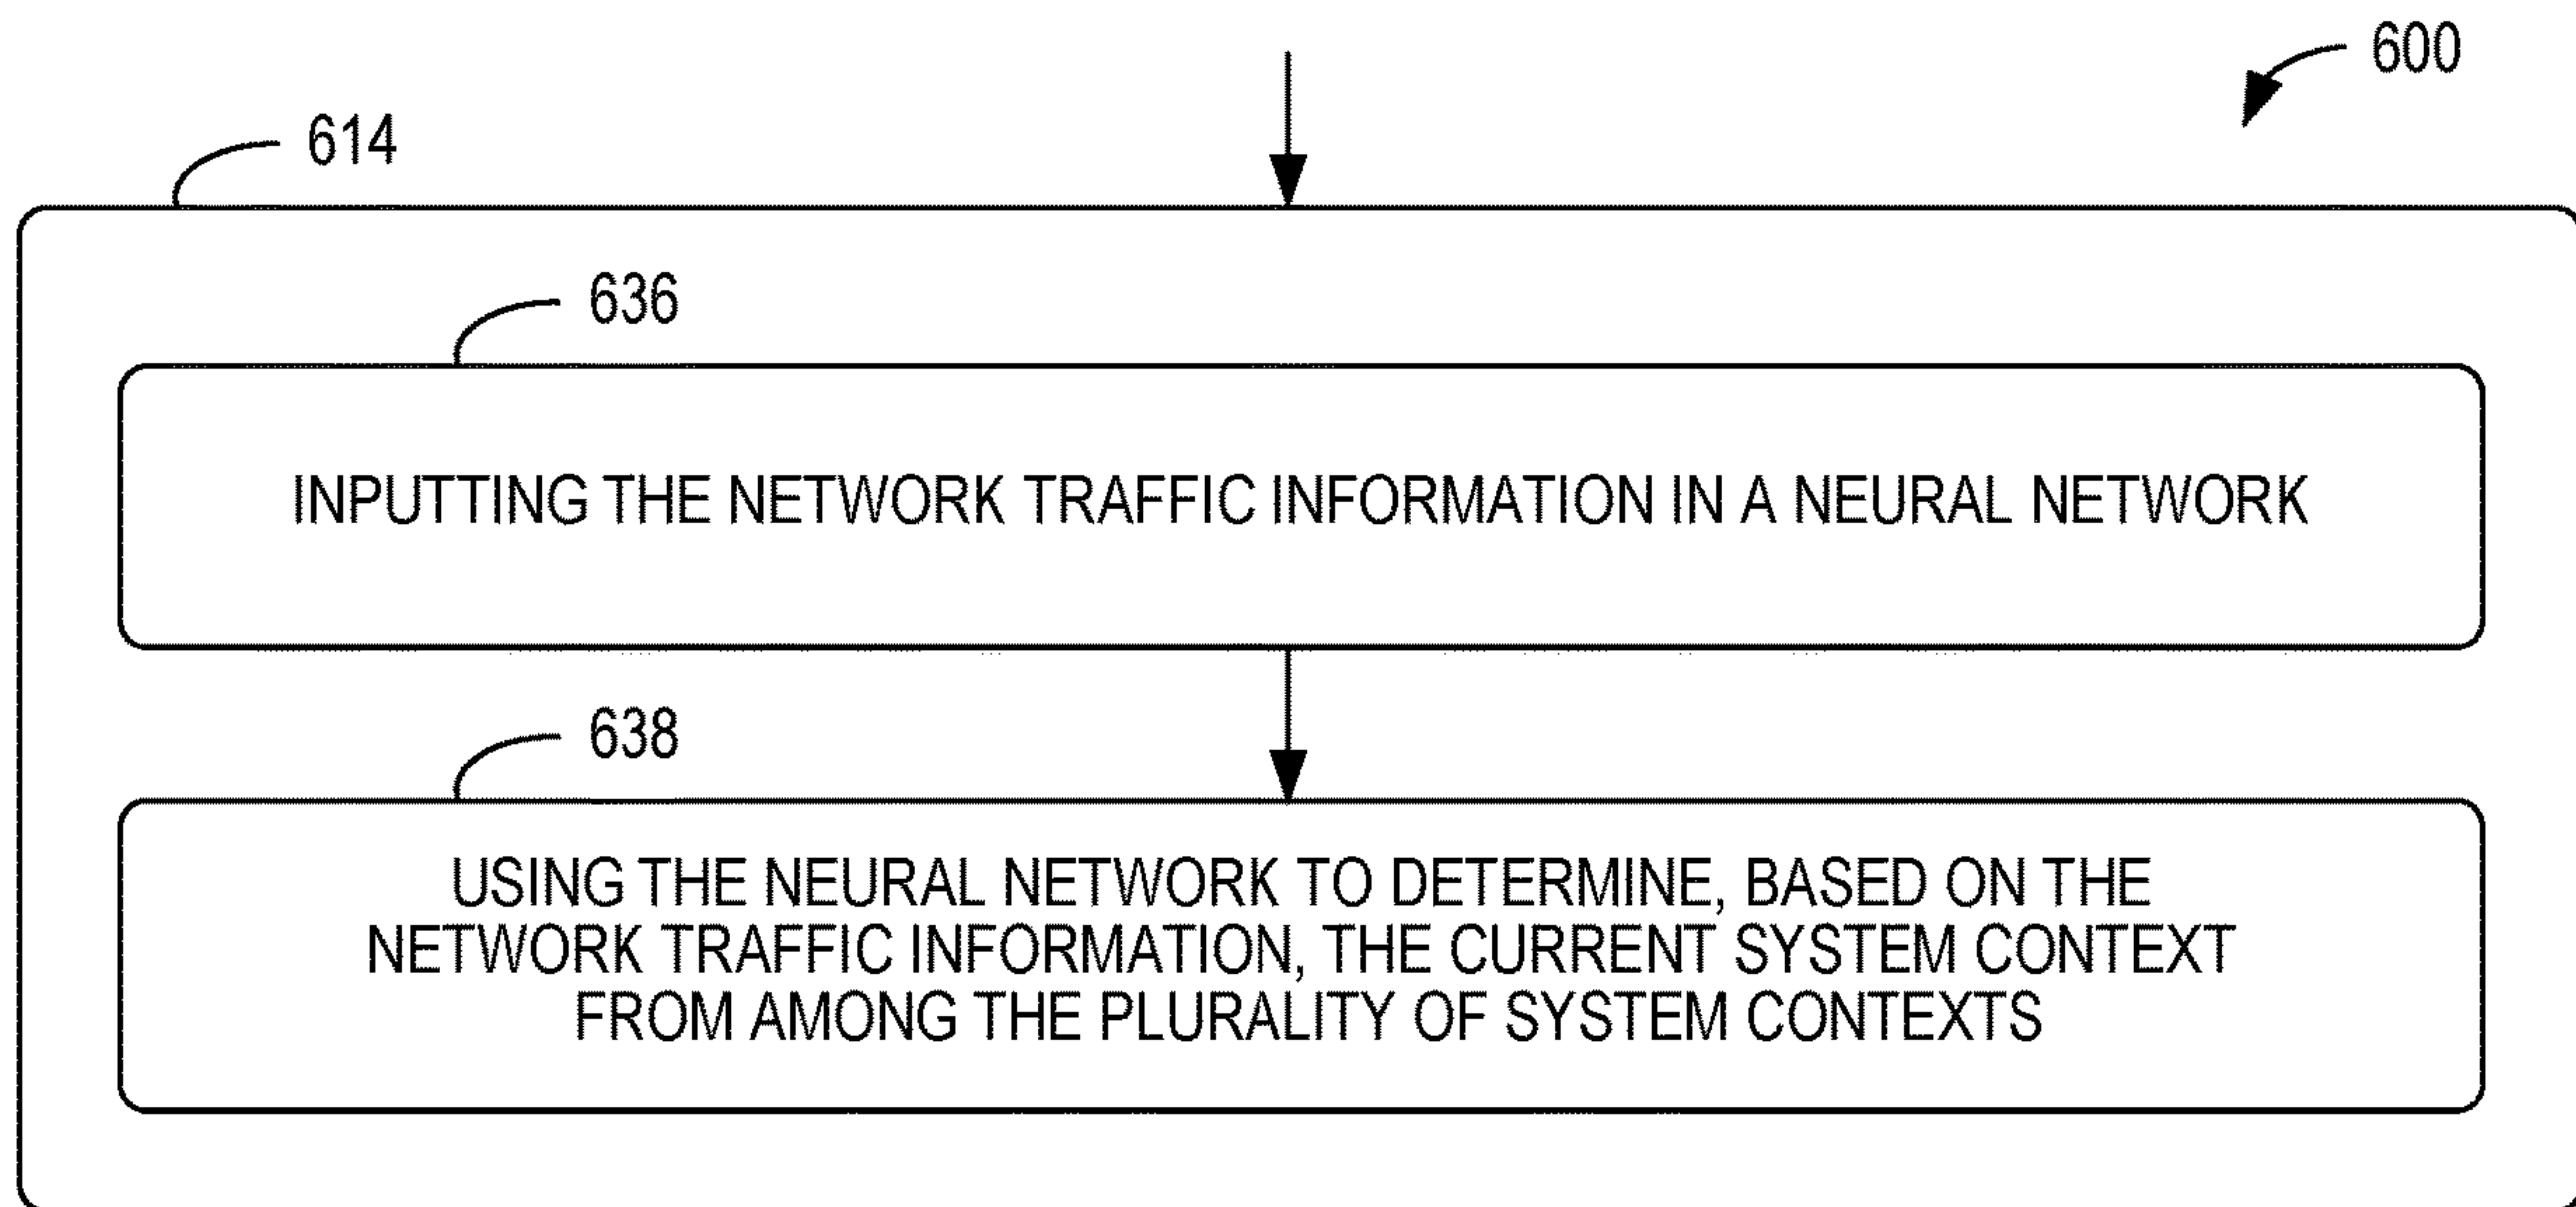 600
614
636
INPUTTING THE NETWORK TRAFFIC INFORMATION IN A NEURAL NETWORK
638
USING THE NEURAL NETWORK TO DETERMINE, BASED ON THE
NETWORK TRAFFIC INFORMATION, THE CURRENT SYSTEM CONTEXT
FROM AMONG THE PLURALITY OF SYSTEM CONTEXTS